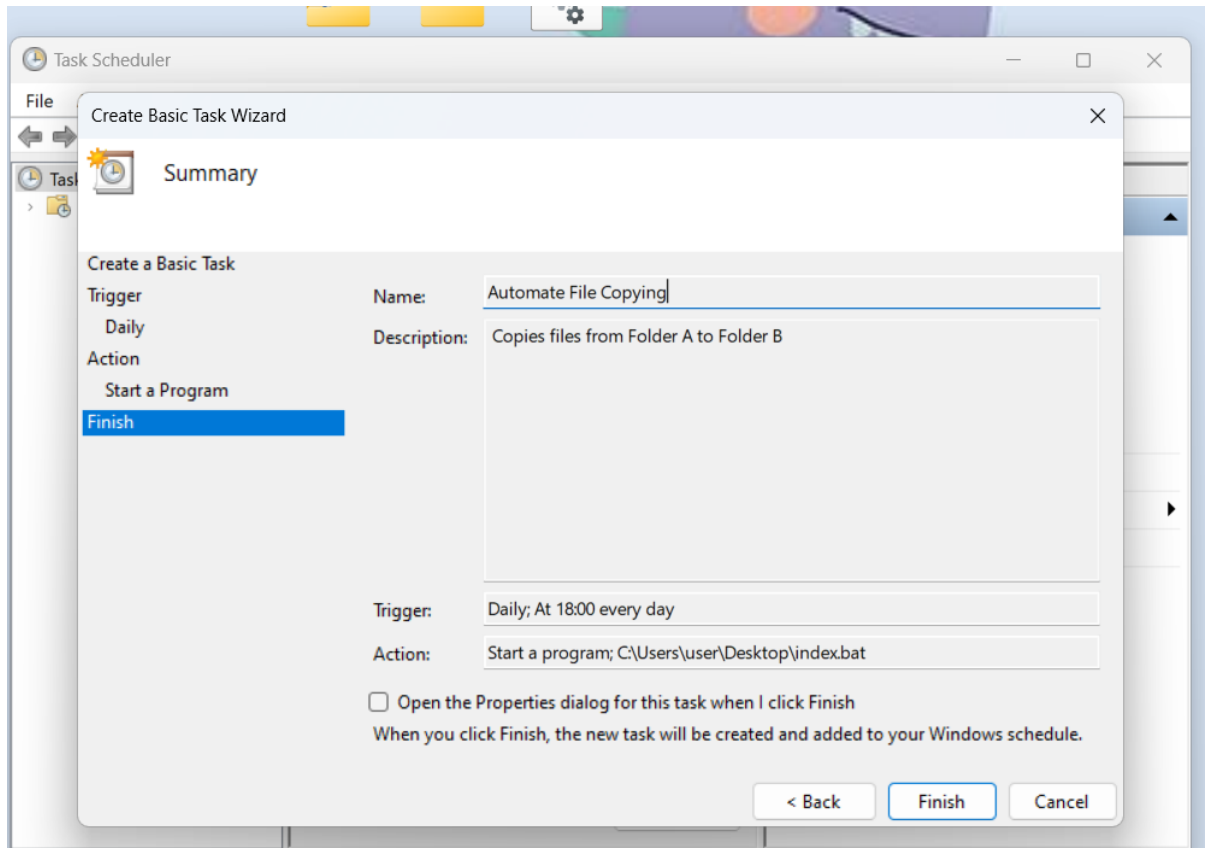 Task Scheduler
File
Create Basic Task Wizard
Summary
Create a Basic Task
Trigger
Daily
Action
Start a Program
Finish
Name: Automate File Copying
Description: Copies files from Folder A to Folder B
Trigger: Daily; At 18:00 every day
Action: Start a program; C:\Users\user\Desktop\index.bat
Open the Properties dialog for this task when I click Finish
When you click Finish, the new task will be created and added to your Windows schedule.
< Back Finish Cancel